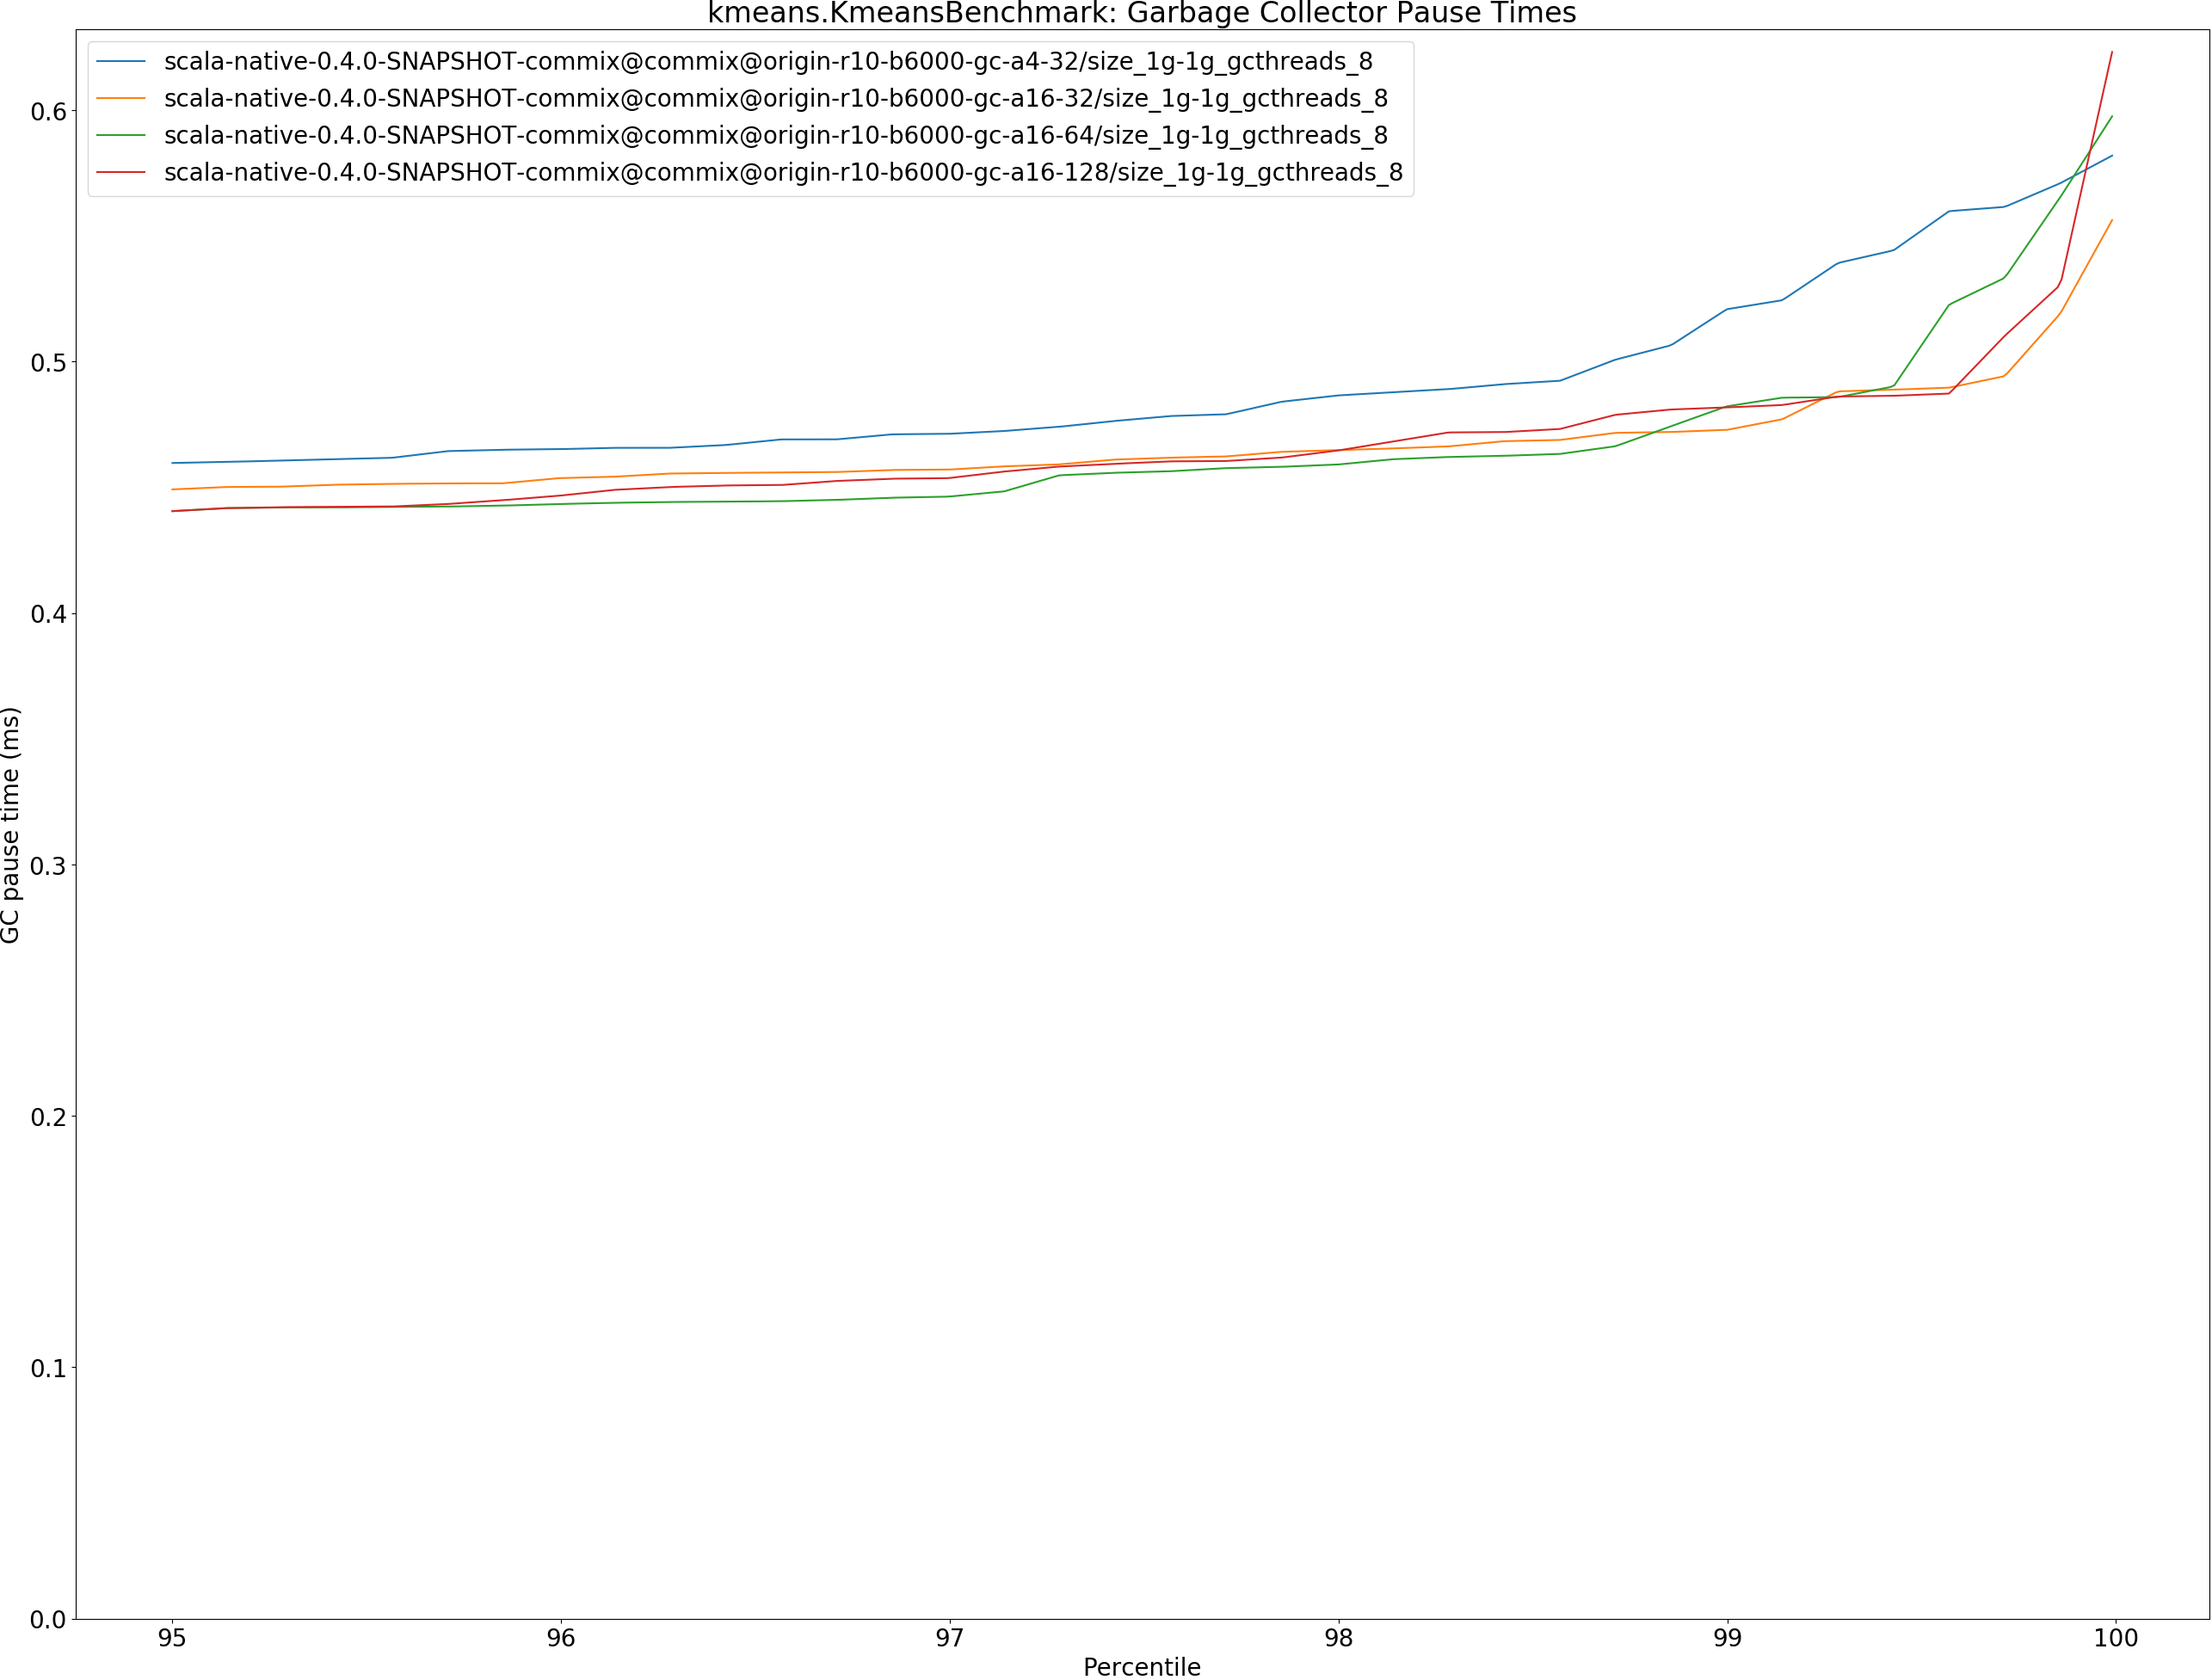 kmeans.KmeansBenchmark: Garbage Collector Pause Times
scala-native-0.4.0-SNAPSHOT-commix@commix@origin-r10-b6000-gc-a4-32/size_1g-1g_gcthreads_8
scala-native-0.4.0-SNAPSHOT-commix@commix@origin-r10-b6000-gc-a16-32/size_1g-1g_gcthreads_8
scala-native-0.4.0-SNAPSHOT-commix@commix@origin-r10-b6000-gc-a16-64/size_1g-1g_gcthreads_8
scala-native-0.4.0-SNAPSHOT-commix@commix@origin-r10-b6000-gc-a16-128/size_1g-1g_gcthreads_8
GC pause time (ms)
0.6
0.5
0.4
0.3
0.2
0.1
0.0
95 96 97 98 99 100
Percentile